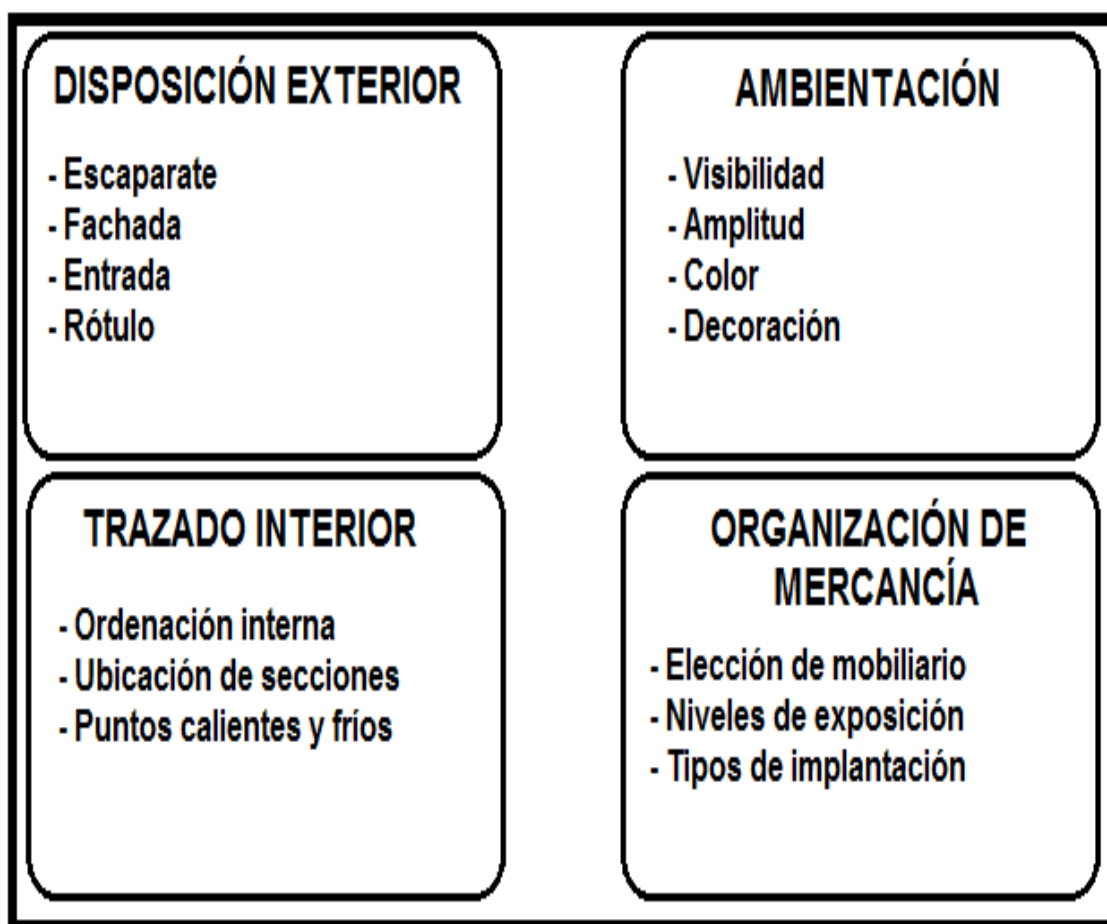 DISPOSICIÓN EXTERIOR
- Escaparate
- Fachada
- Entrada
- Rótulo
AMBIENTACIÓN
- Visibilidad
- Amplitud
- Color
- Decoración
TRAZADO INTERIOR
- Ordenación interna
- Ubicación de secciones
- Puntos calientes y fríos
ORGANIZACIÓN DE
MERCANCÍA
- Elección de mobiliario
- Niveles de exposición
- Tipos de implantación